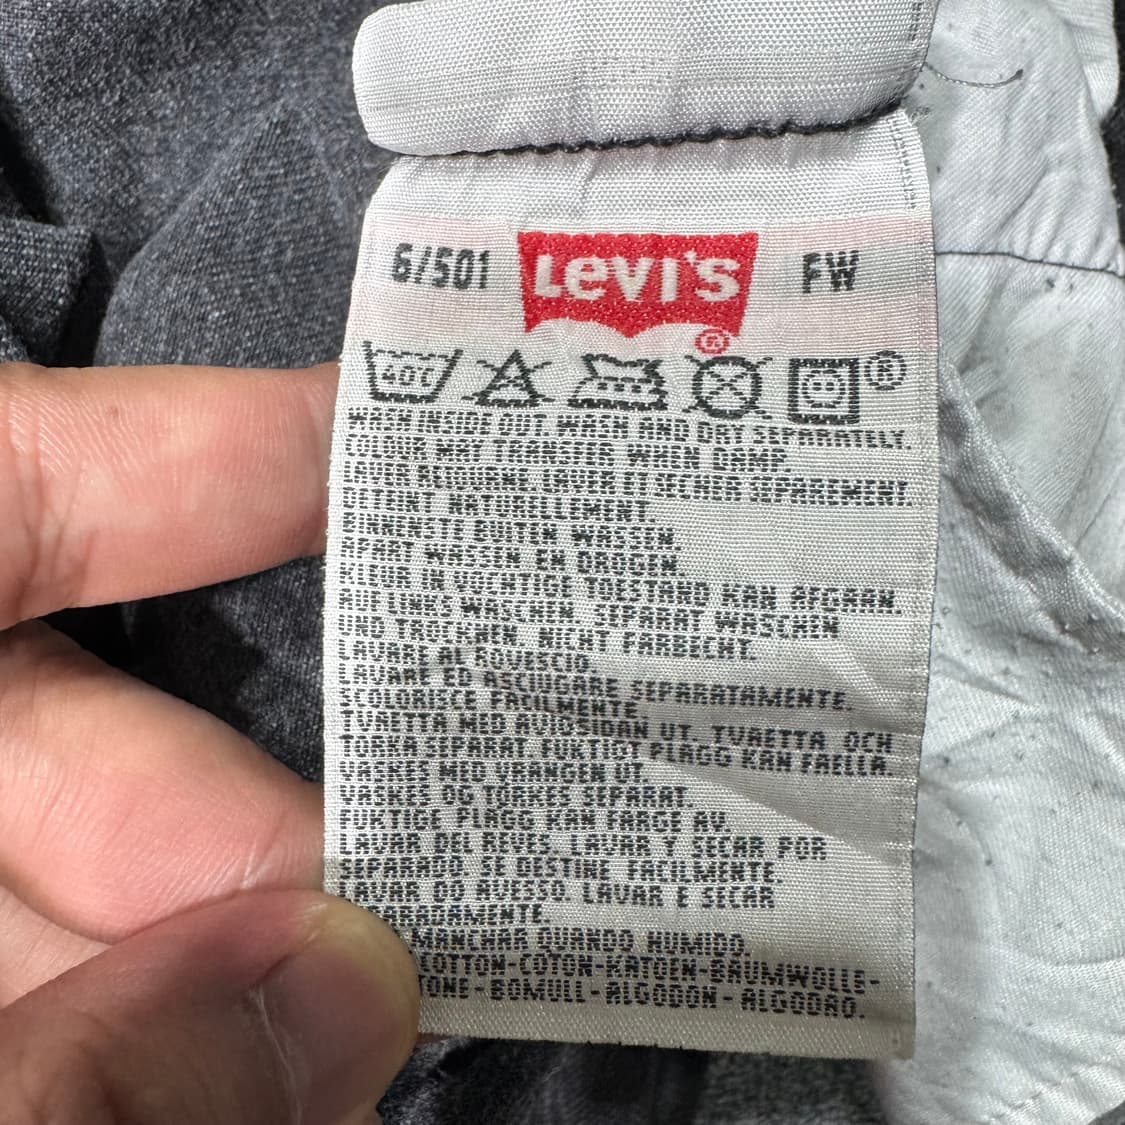 6/501 LEVI'S ® FW
40C ®
WASH INSIDE OUT. WASH AND DRY SEPARATELY.
COLOUR MAY TRANSFER WHEN DAMP.
LAVER RETOURNE. LAVER ET SECHER SEPAREMENT.
DETEINT NATURELLEMENT.
BINNENSTE BUITEN WASSEN.
APART WASSEN EN DROGEN.
KLEUR IN VOCHTIGE TOESTAND KAN AFGAAN.
AUF LINKS WASCHEN, SEPARAT WASCHEN
UND TROCKNEN. NICHT FARBECHT.
LAVARE AL ROVESCIO.
LAVARE ED ASCIUGARE SEPARATAMENTE.
SCOLORISCE FACILMENTE.
TVAETTA MED AVIGSIDAN UT. TVAETTA OCH
TORKA SEPARAT. FUKTIGT PLAGG KAN FAELLA.
VASKES MED VRANGEN UT.
VASKES OG TORKES SEPARAT.
FUKTIGE PLAGG KAN FARGE AV.
LAVAR DEL REVES. LAVAR Y SECAR POR
SEPARADO. SE DESTINE FACILMENTE.
LAVAR DO AVESSO. LAVAR E SECAR
PARADAMENTE.
MANCHAR QUANDO HUMIDO.
COTTON-COTON-KATOEN-BAUMWOLLE-
TONE-BOMULL-ALGODON-ALGODAO.